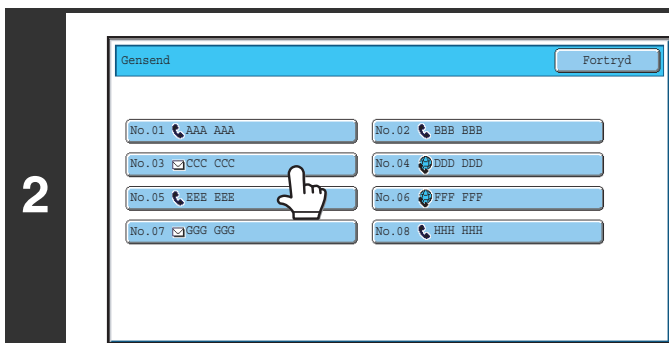 2
Gensend Fortryd
No.01 AAA AAA No.02 BBB BBB
No.03 CCC CCC No.04 DDD DDD
No.05 EEE EEE No.06 FFF FFF
No.07 GGG GGG No.08 HHH HHH